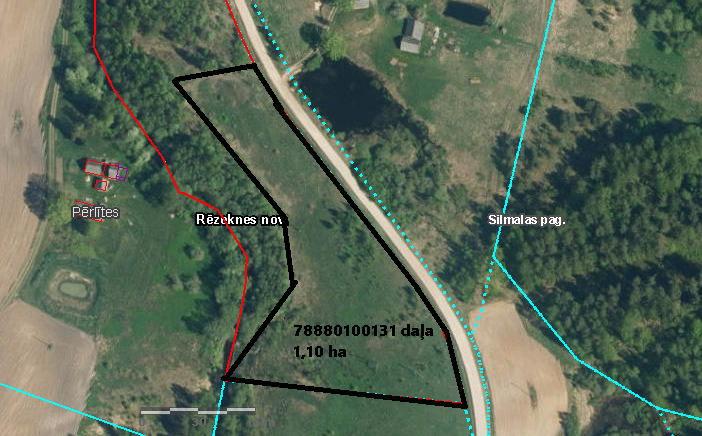 Rēzeknes nov.
Silmalas pag.
Pērlītes
78880100131 daļa
1,10 ha